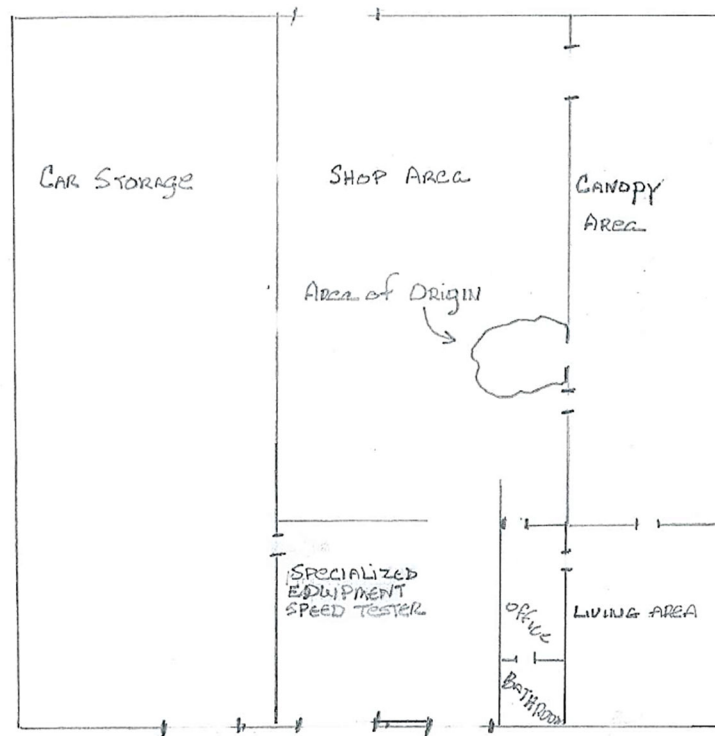 CAR STORAGE
SHOP AREA
CANOPY
AREA
AREA of ORIGIN
SPECIALIZED
EQUIPMENT
SPEED TESTER
OFFICE
LIVING AREA
BATHROOM